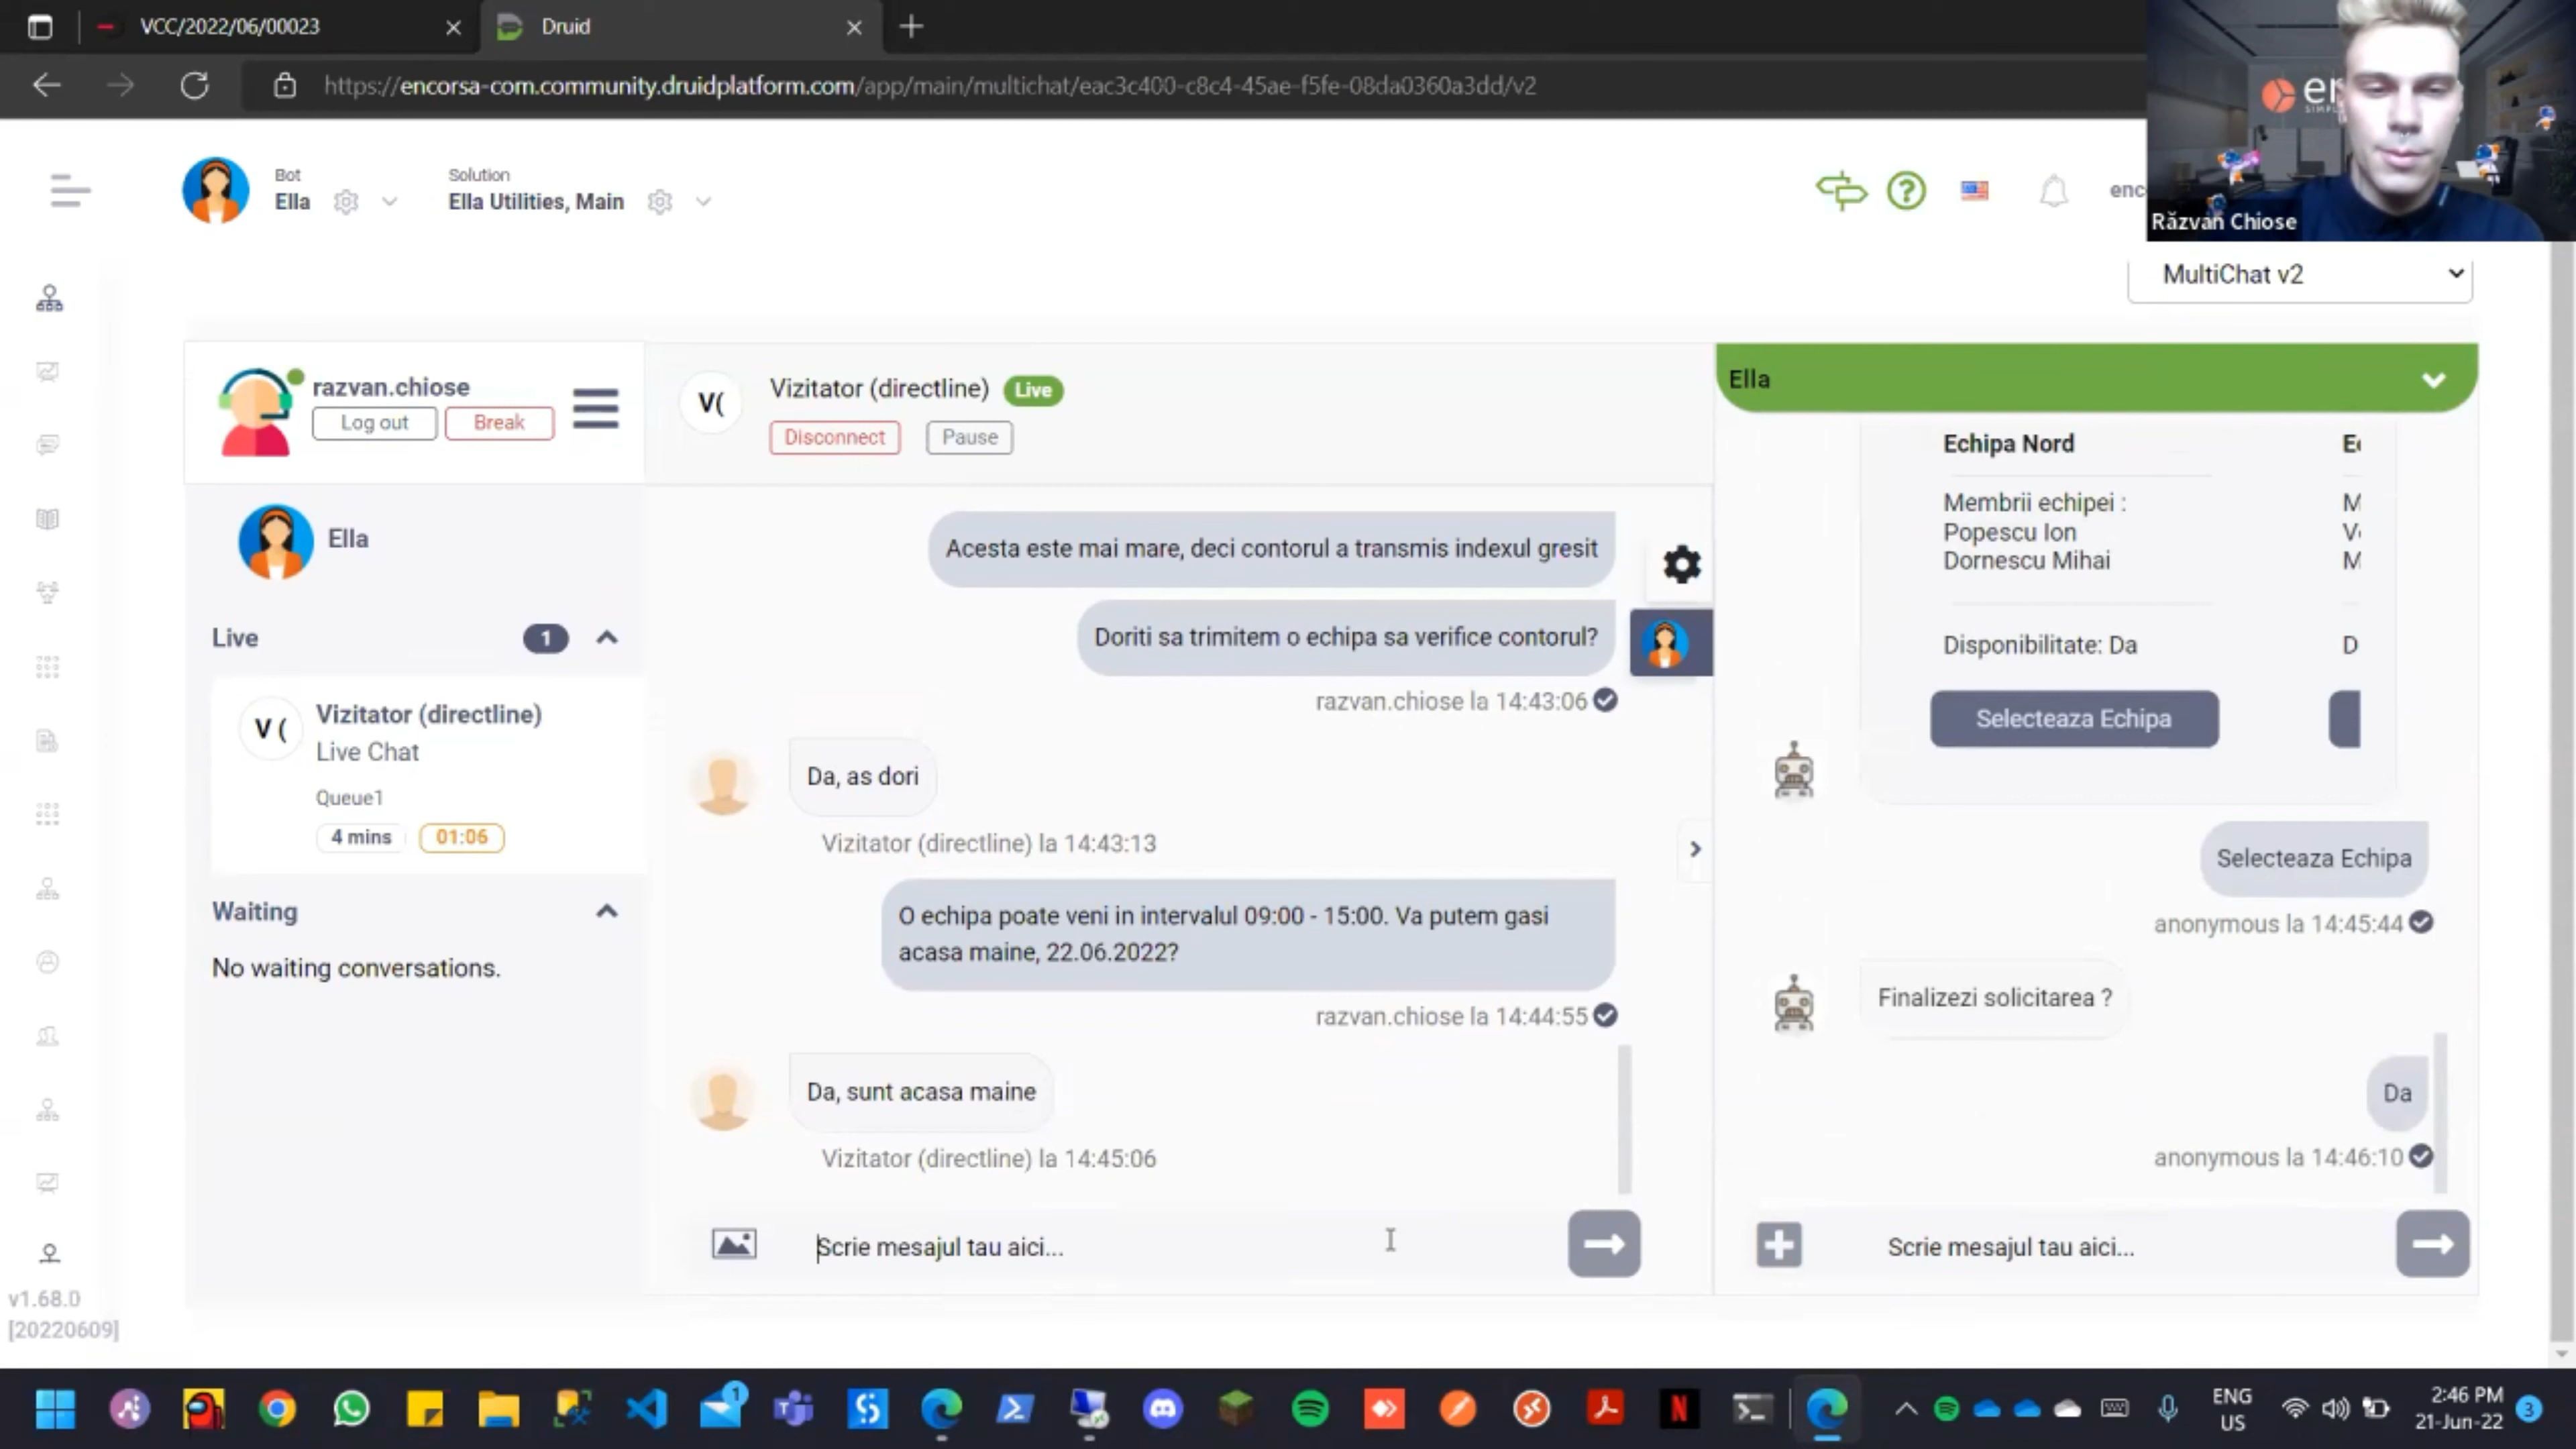 VCC/2022/06/00023
Druid
https://encorsa-com.community.druidplatform.com/app/main/multichat/eac3c400-c8c4-45ae-f5fe-08da0360a3dd/v2
Răzvan Chiose
Bot
Ella
Solution
Ella Utilities, Main
enc
MultiChat v2
razvan.chiose
Log out
Break
Ella
Live
1
V (
Vizitator (directline)
Live Chat
Queue1
4 mins
01:06
Waiting
No waiting conversations.
V(
Vizitator (directline)
Live
Disconnect
Pause
Acesta este mai mare, deci contorul a transmis indexul gresit
Doriti sa trimitem o echipa sa verifice contorul?
razvan.chiose la 14:43:06
Da, as dori
Vizitator (directline) la 14:43:13
O echipa poate veni in intervalul 09:00 - 15:00. Va putem gasi
acasa maine, 22.06.2022?
razvan.chiose la 14:44:55
Da, sunt acasa maine
Vizitator (directline) la 14:45:06
Scrie mesajul tau aici...
Ella
Echipa Nord
Membrii echipei :
Popescu Ion
Dornescu Mihai
Disponibilitate: Da
Selecteaza Echipa
Selecteaza Echipa
anonymous la 14:45:44
Finalizezi solicitarea ?
Da
anonymous la 14:46:10
Scrie mesajul tau aici...
v1.68.0
[20220609]
1
ENG
US
2:46 PM
21-Jun-22
3